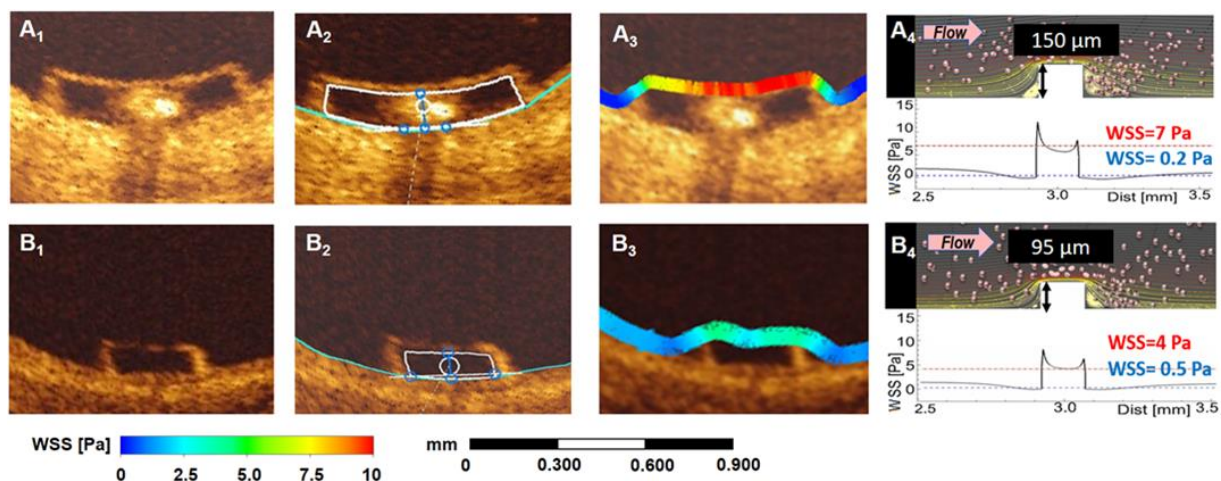 A1
A2
A3
A4
Flow
150 µm
15
10
5
0
WSS [Pa]
WSS=7 Pa
WSS= 0.2 Pa
2.5
3.0
3.5
Dist [mm]
B1
B2
B3
B4
Flow
95 µm
15
10
5
0
WSS [Pa]
WSS=4 Pa
WSS= 0.5 Pa
2.5
3.0
3.5
Dist [mm]
WSS [Pa]
0
2.5
5.0
7.5
10
mm
0
0.300
0.600
0.900